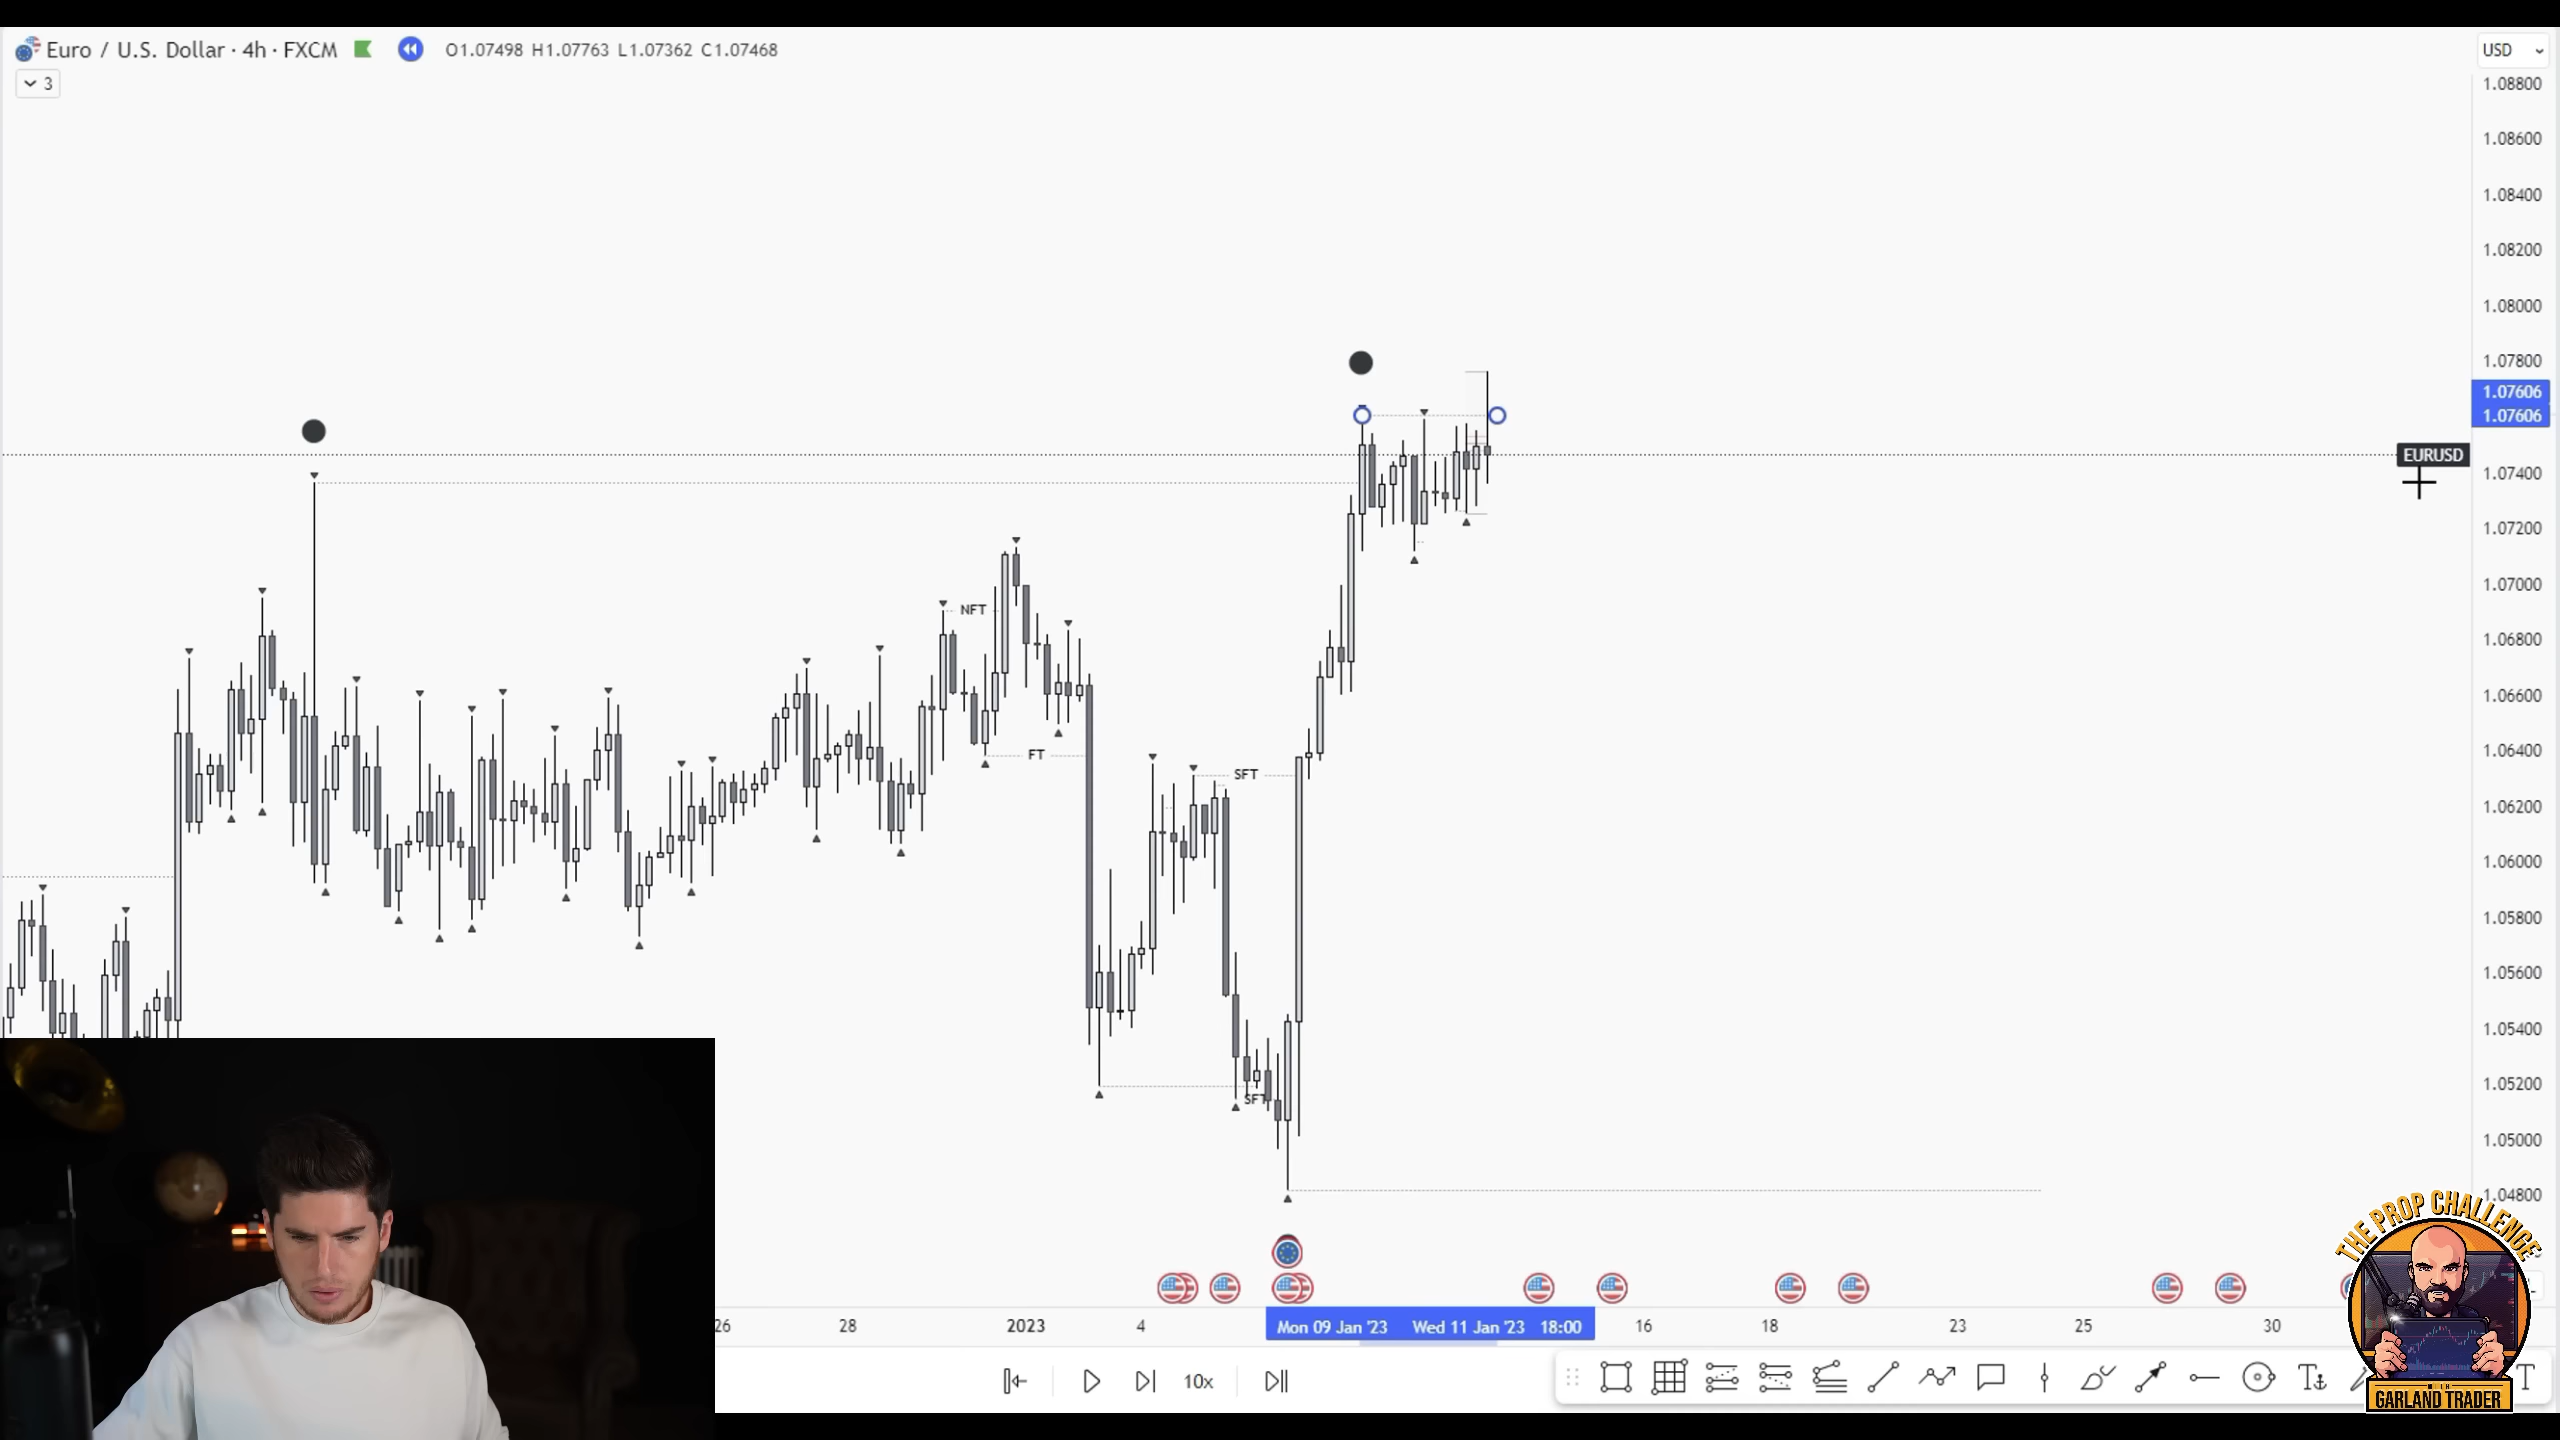 Euro / U.S. Dollar · 4h · FXCM O1.07498 H1.07763 L1.07362 C1.07468
USD
3
1.08800
1.08600
1.08400
1.08200
1.08000
1.07800
1.07606
1.07606
EURUSD
1.07400
1.07200
1.07000
1.06800
1.06600
1.06400
1.06200
1.06000
1.05800
1.05600
1.05400
1.05200
1.05000
1.04800
NFT
FT
SFT
SFT
26 28 2023 4 Mon 09 Jan '23 Wed 11 Jan '23 18:00 16 18 23 25 30
10x
THE PROP CHALLENGE
WITH
GARLAND TRADER